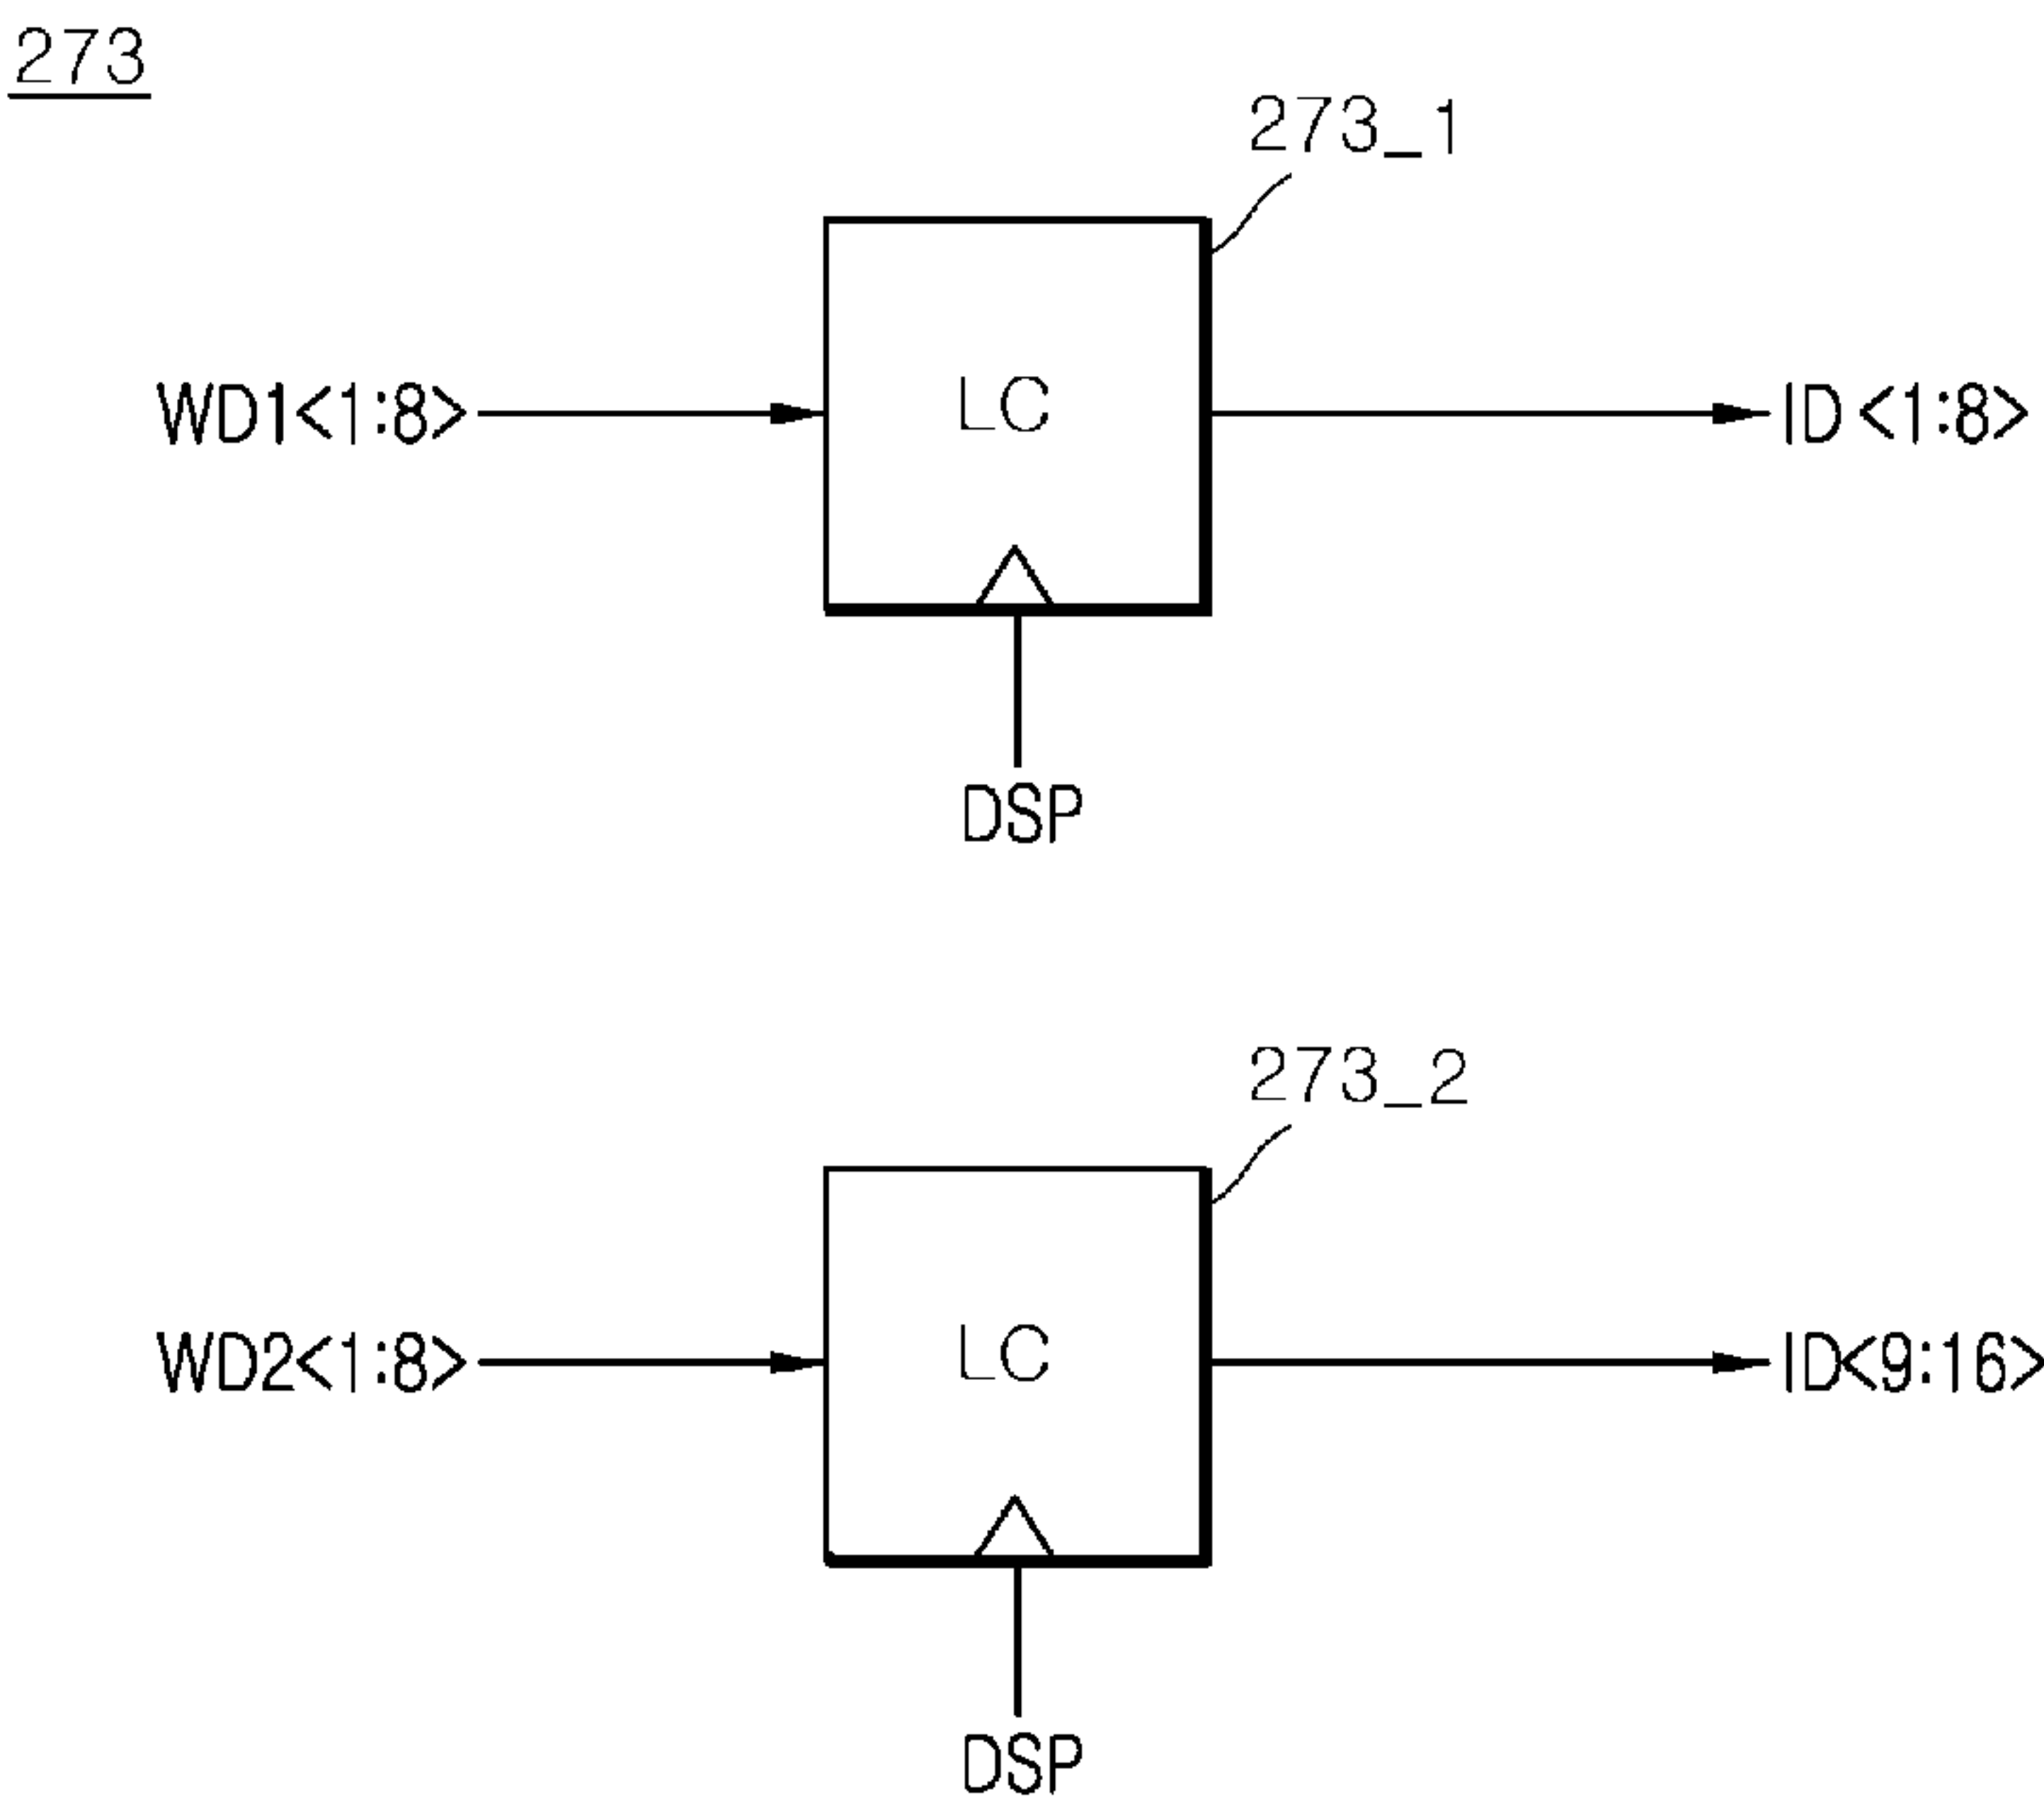 273
273_1
WD1<1:8>
LC
ID<1:8>
DSP
273_2
WD2<1:8>
LC
ID<9:16>
DSP